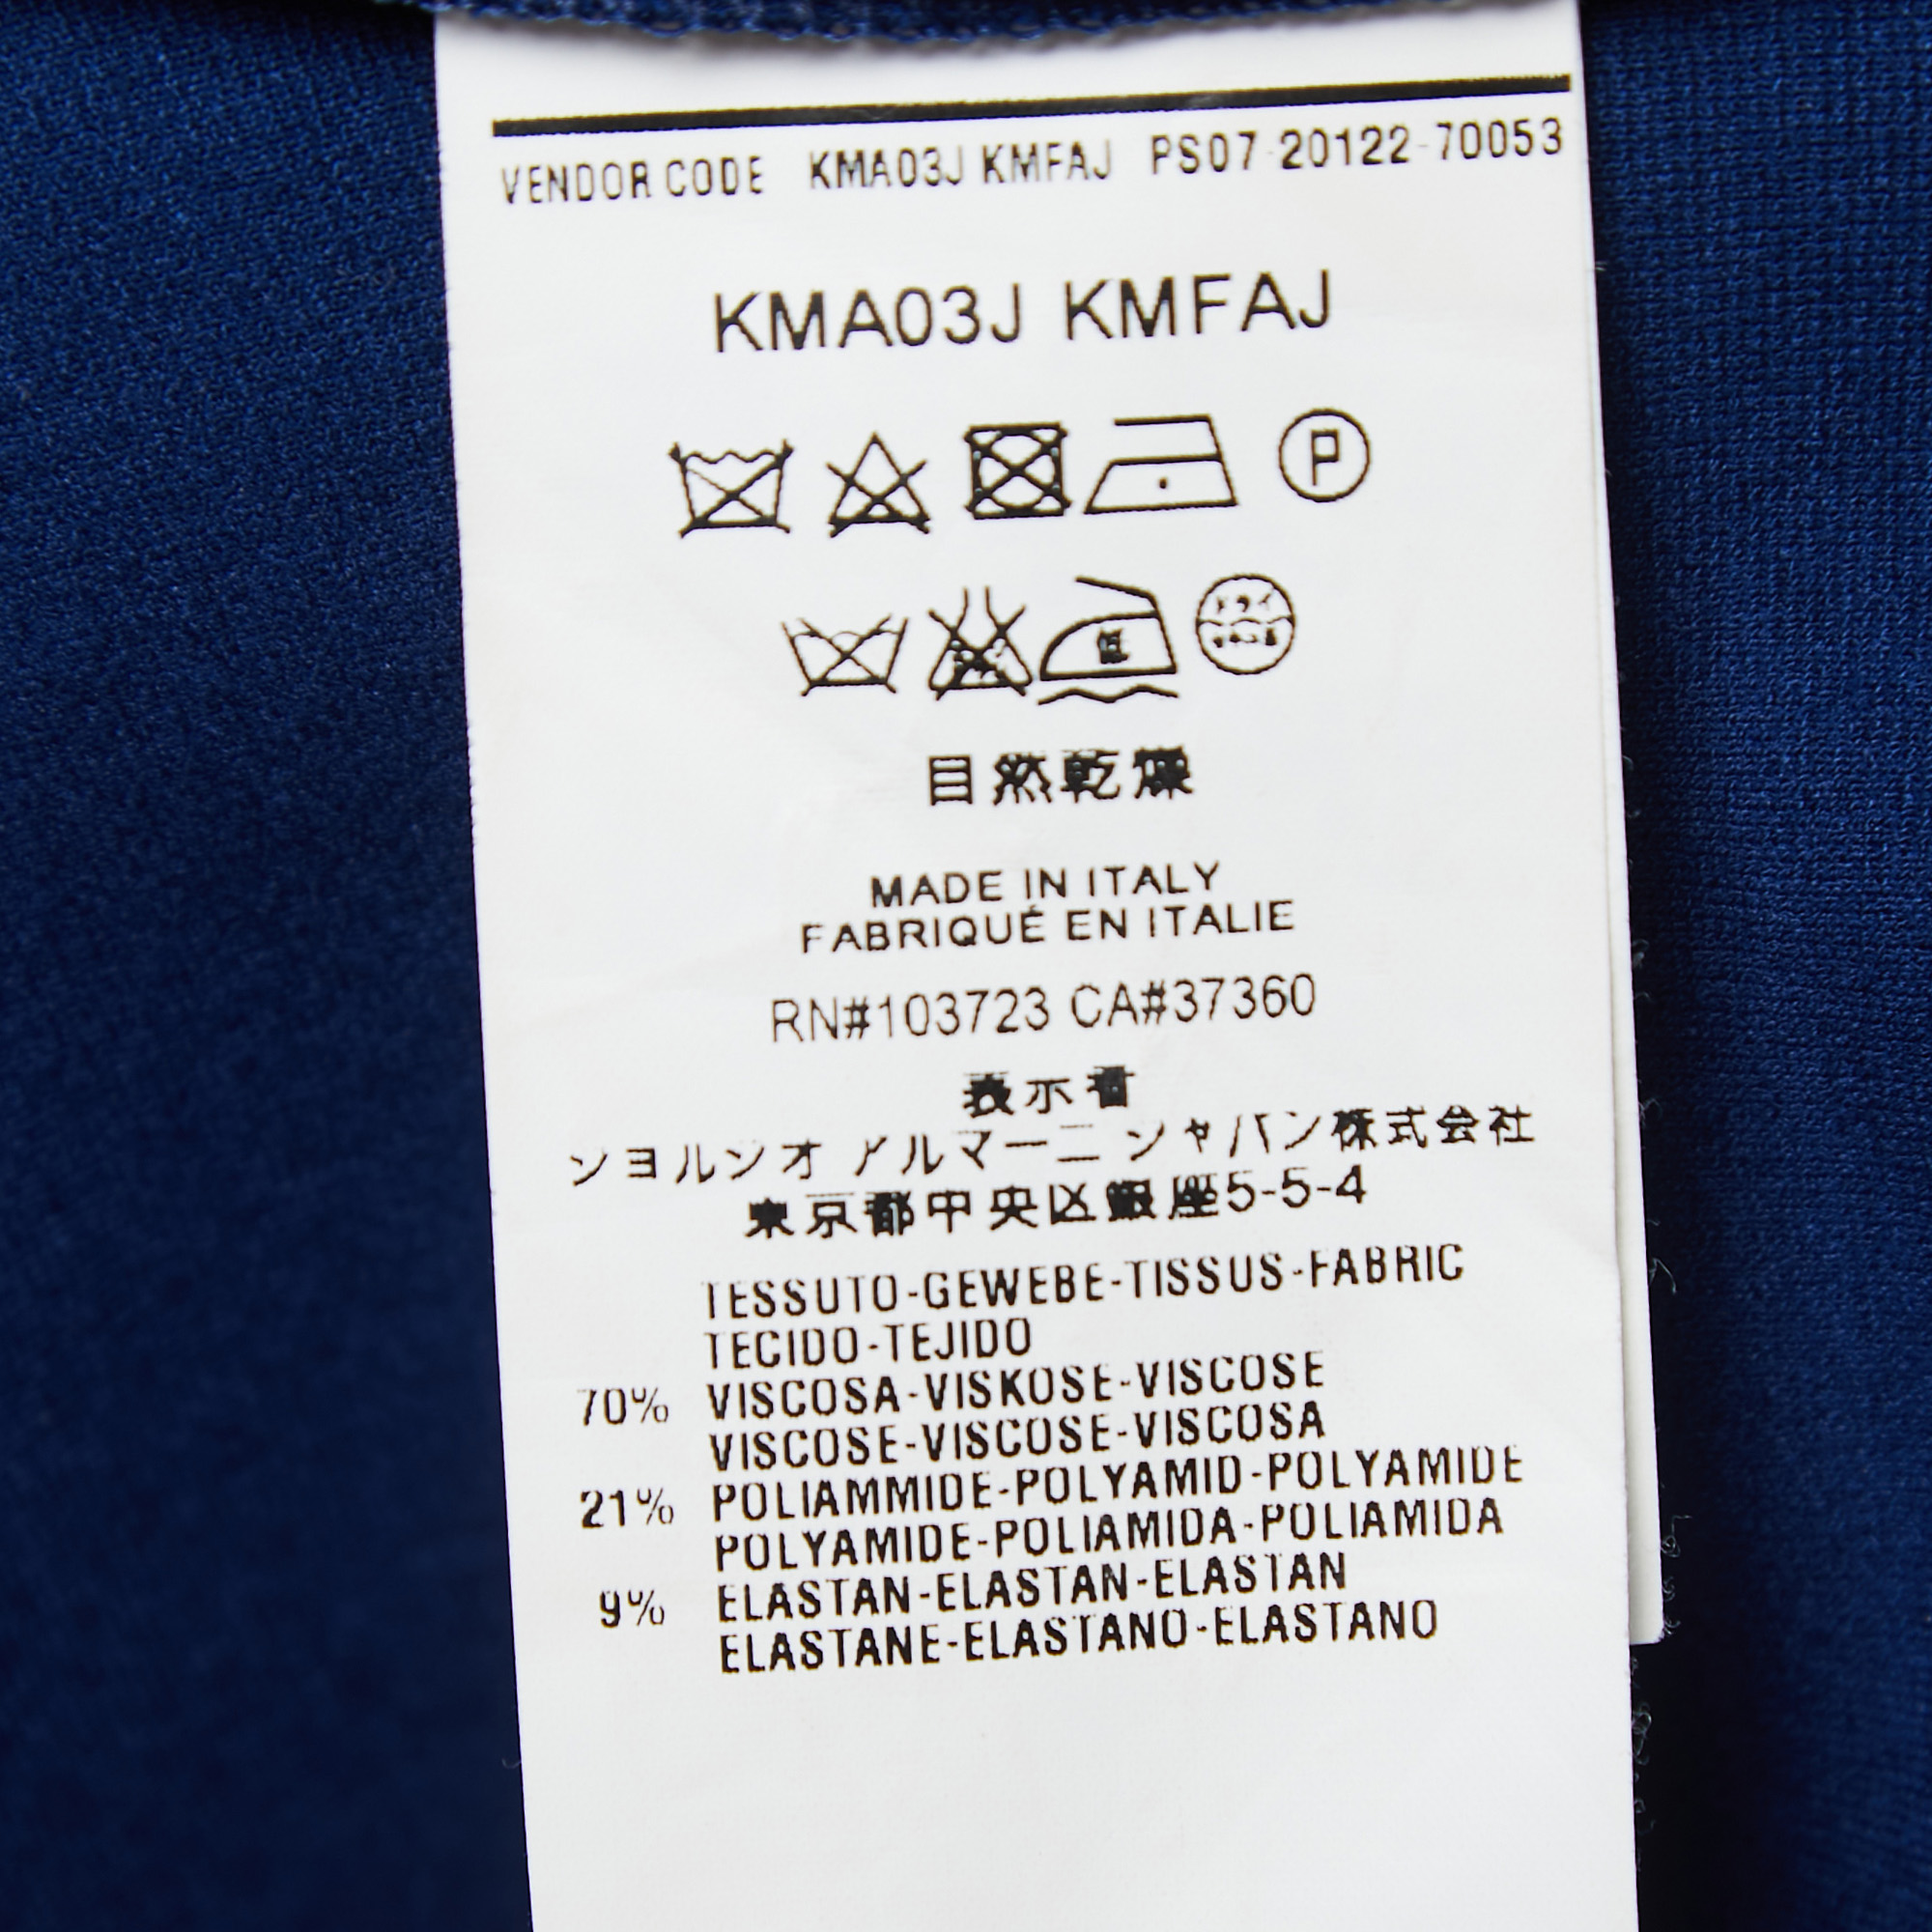 VENDOR CODE KMA03J KMFAJ PS07-20122-70053
KMA03J KMFAJ
P
低
ドライ
自然乾燥
MADE IN ITALY
FABRIQUÉ EN ITALIE
RN#103723 CA#37360
表示者
ジョルジオ アルマーニ ジャパン株式会社
東京都中央区銀座5-5-4
TESSUTO-GEWEBE-TISSUS-FABRIC
TECIDO-TEJIDO
70% VISCOSA-VISKOSE-VISCOSE
VISCOSE-VISCOSE-VISCOSA
21% POLIAMMIDE-POLYAMID-POLYAMIDE
POLYAMIDE-POLIAMIDA-POLIAMIDA
9% ELASTAN-ELASTAN-ELASTAN
ELASTANE-ELASTANO-ELASTANO